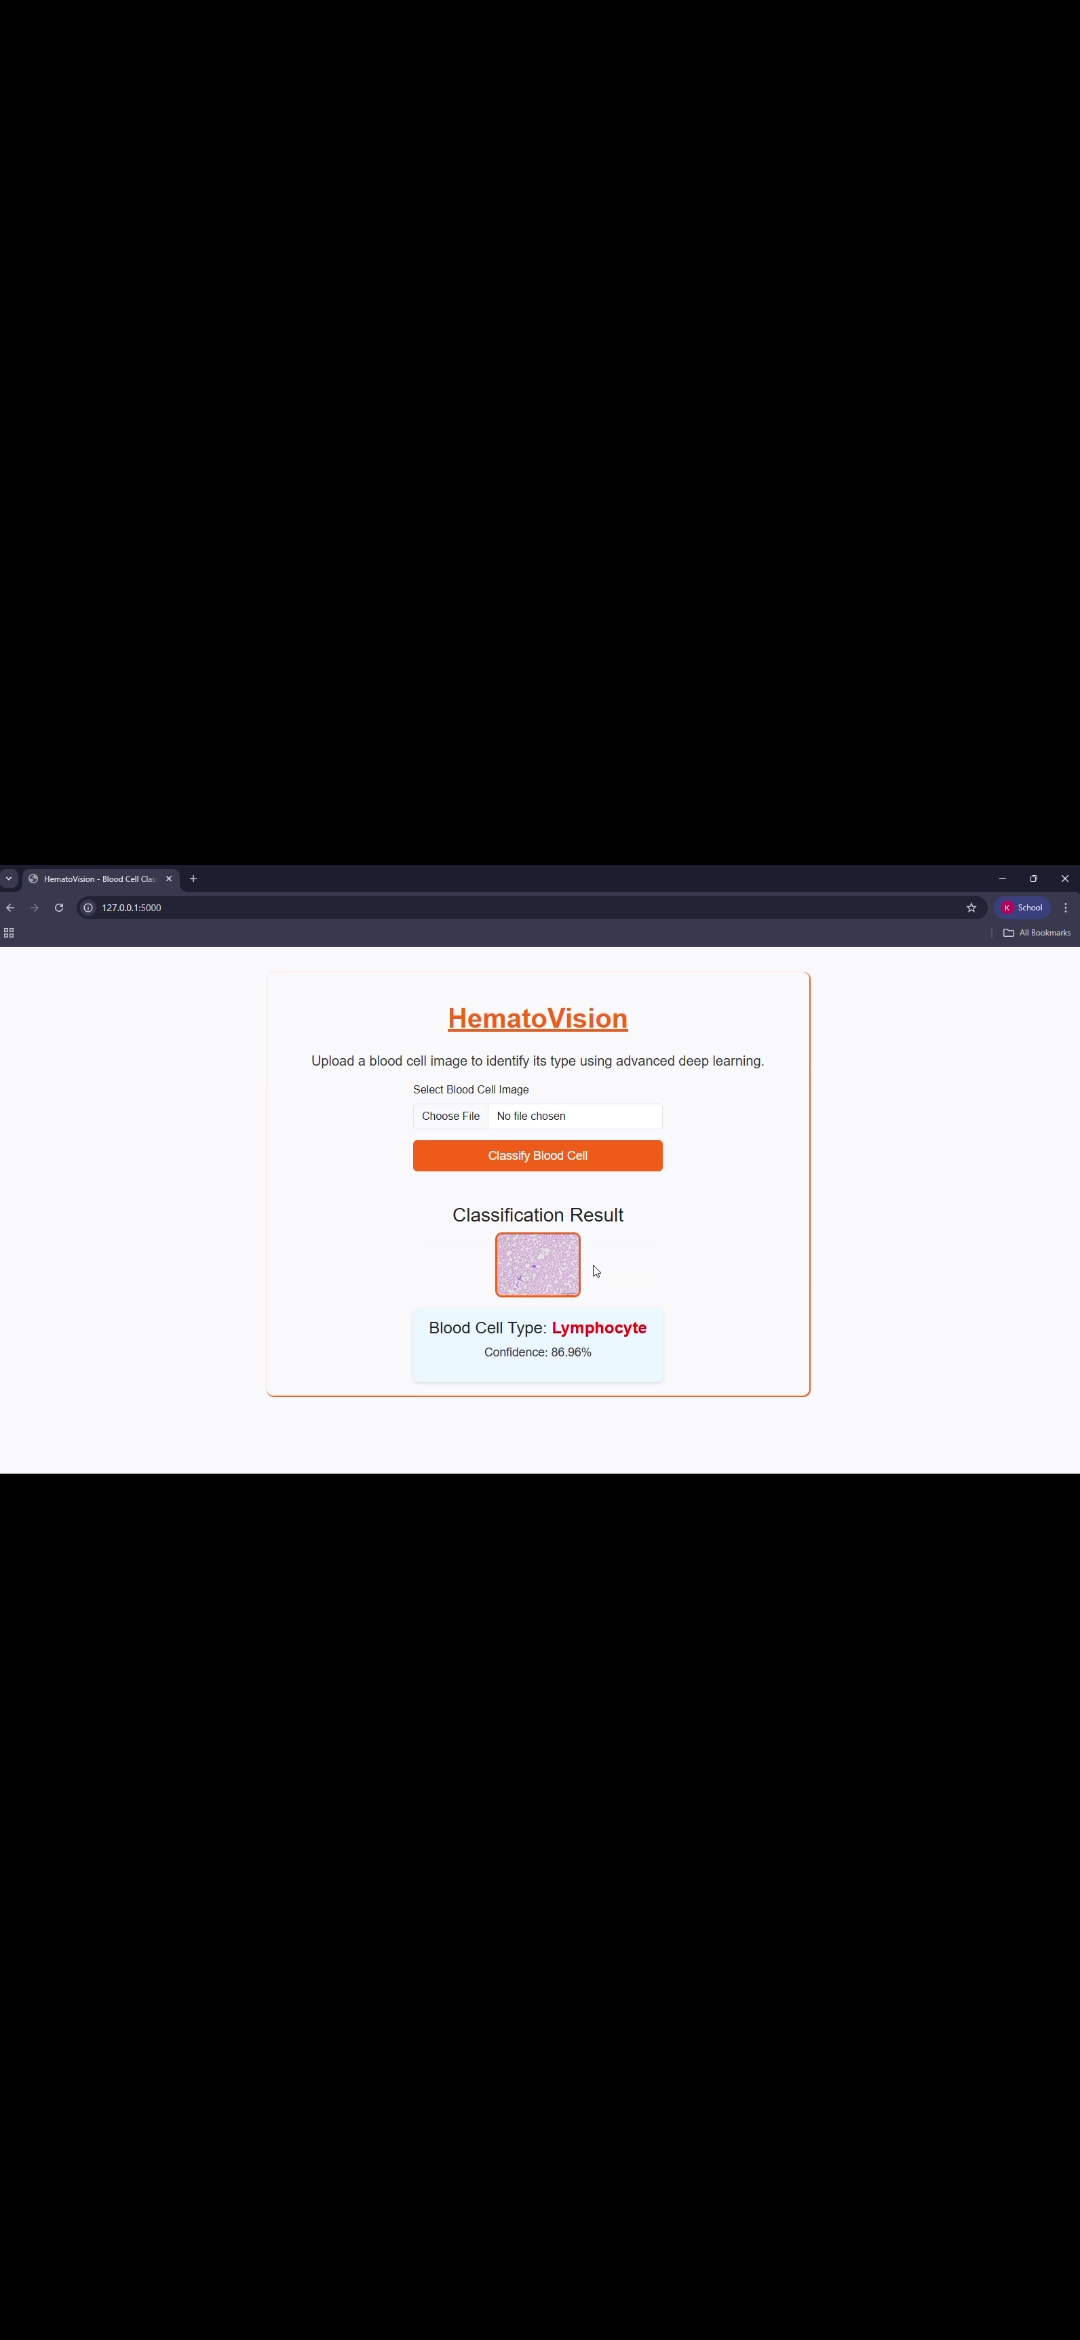 HematoVision - Blood Cell Clas
127.0.0.1:5000
K School
All Bookmarks
HematoVision
Upload a blood cell image to identify its type using advanced deep learning.
Select Blood Cell Image
Choose File No file chosen
Classify Blood Cell
Classification Result
Blood Cell Type: Lymphocyte
Confidence: 86.96%